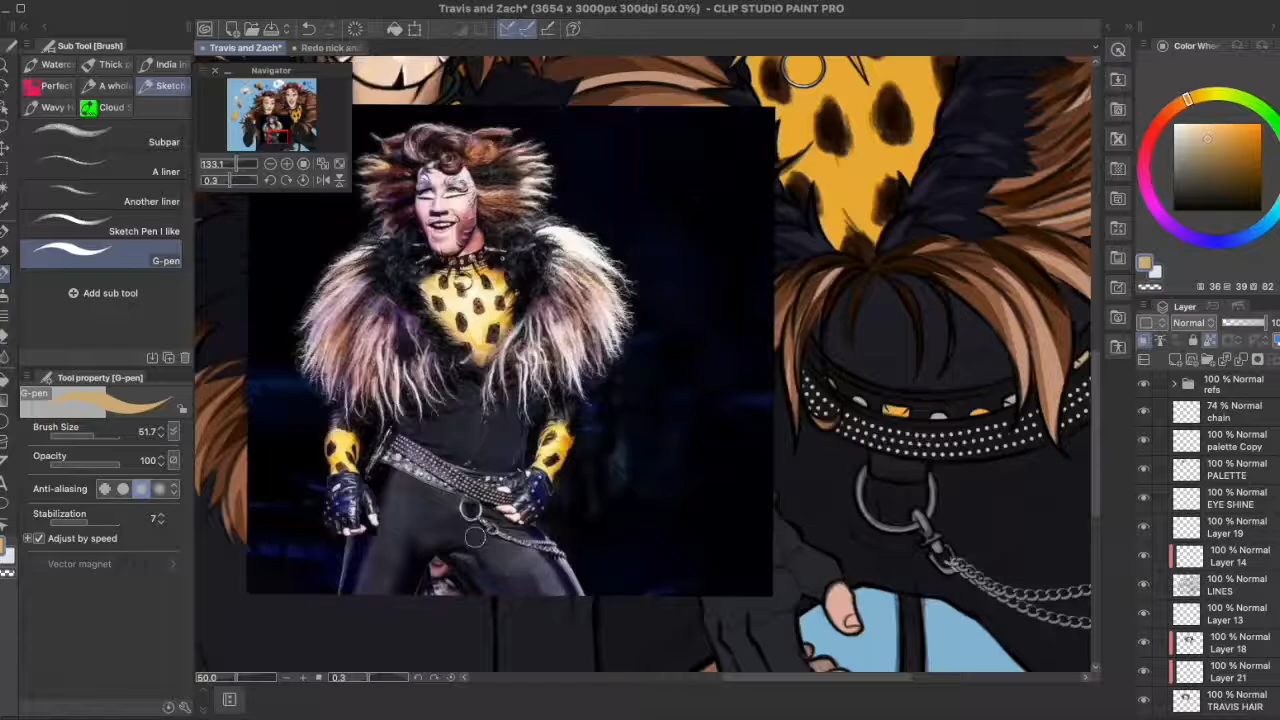 Travis and Zach* (3654 x 3000px 300dpi 50.0%) - CLIP STUDIO PAINT PRO
Sub Tool [Brush]
Travis and Zach*
Redo nick an
Color Whe
Waterc
Thick p
India in
Perfec
A whol
Sketch
Wavy
Cloud
Subpar
A liner
Another liner
Sketch Pen I like
G-pen
Add sub tool
Navigator
133.1
0.3
Tool property [G-pen]
G-pen
Brush Size
51.7
Opacity
100
Anti-aliasing
Stabilization
7
Adjust by speed
Vector magnet
50.0
0.3
36
39
82
Layer
Normal
10
100 % Normal
refs
74 % Normal
chain
100 % Normal
palette Copy
100 % Normal
PALETTE
100 % Normal
EYE SHINE
100 % Normal
Layer 19
100 % Normal
Layer 14
100 % Normal
LINES
100 % Normal
Layer 13
100 % Normal
Layer 18
100 % Normal
Layer 21
100 % Normal
TRAVIS HAIR